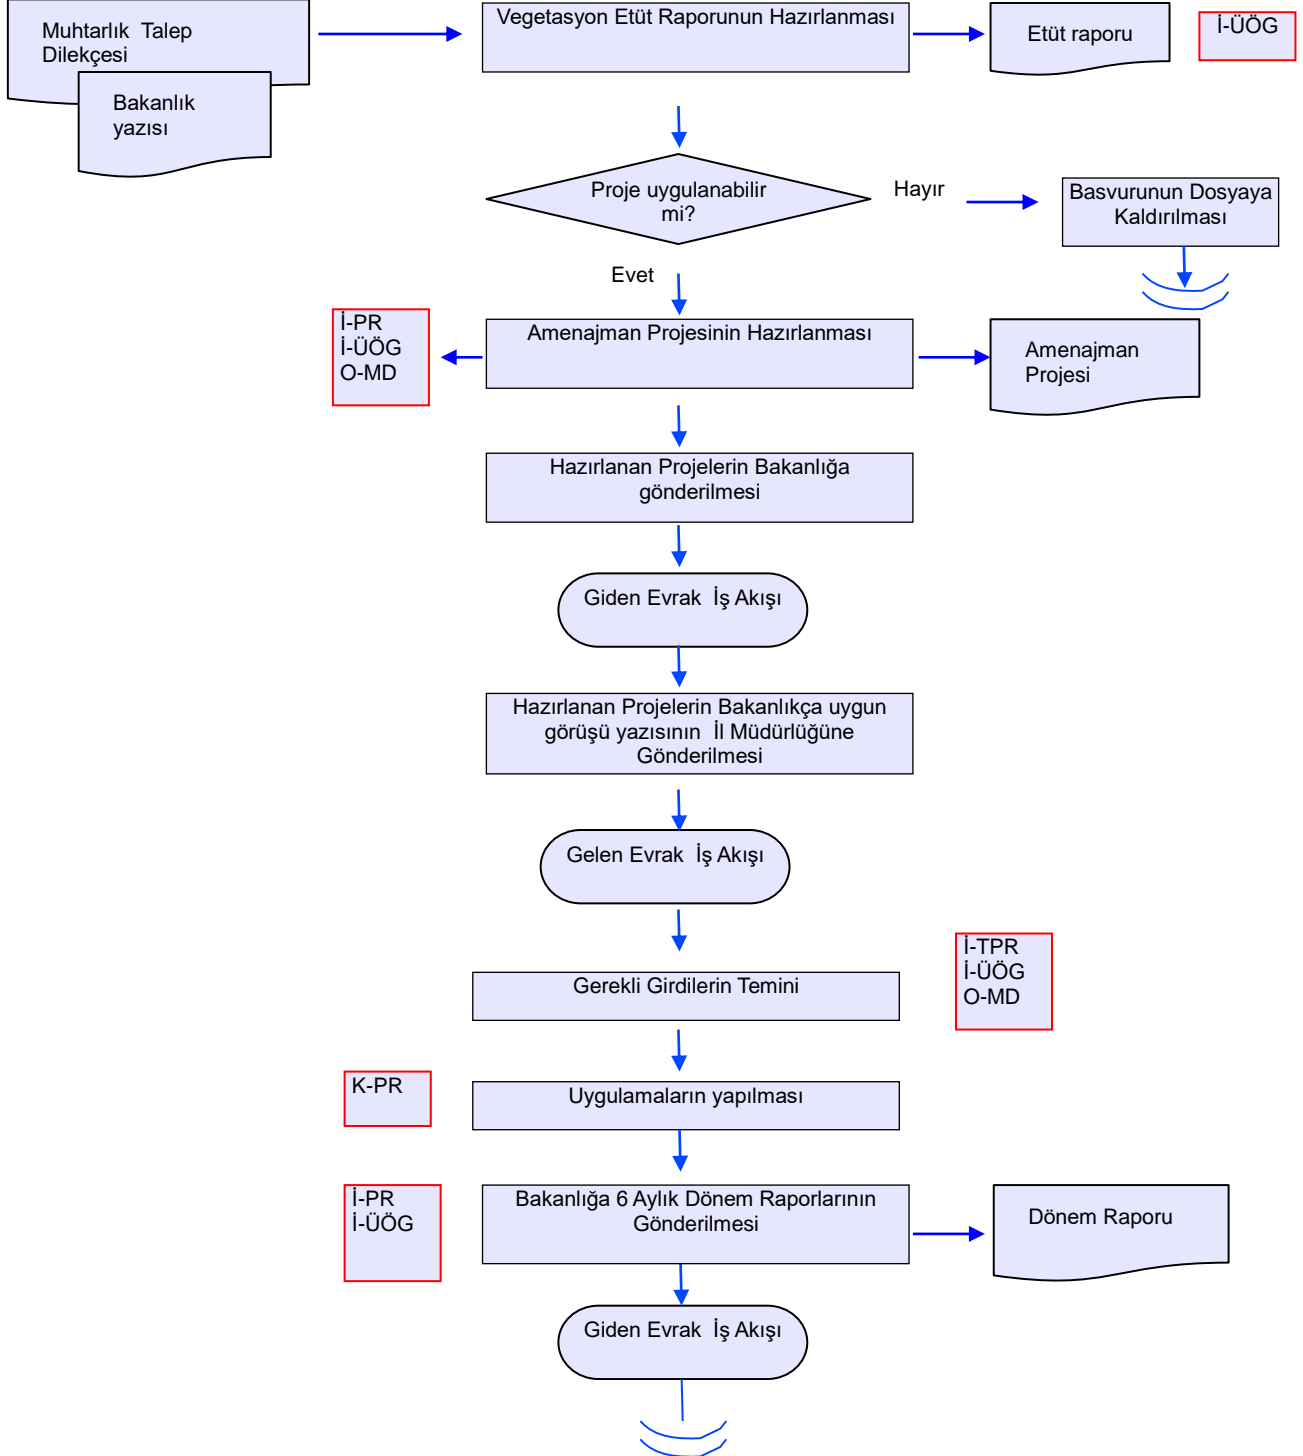 Muhtarlık  Talep
Dilekçesi
Bakanlık
yazısı
Vegetasyon Etüt Raporunun Hazırlanması
Etüt raporu
İ-ÜÖG
Proje uygulanabilir
mi?
Hayır
Basvurunun Dosyaya
Kaldırılması
Evet
İ-PR
İ-ÜÖG
O-MD
Amenajman Projesinin Hazırlanması
Amenajman
Projesi
Hazırlanan Projelerin Bakanlığa
gönderilmesi
Giden Evrak  İş Akışı
Hazırlanan Projelerin Bakanlıkça uygun
görüşü yazısının  İl Müdürlüğüne
Gönderilmesi
Gelen Evrak  İş Akışı
İ-TPR
İ-ÜÖG
O-MD
Gerekli Girdilerin Temini
K-PR
Uygulamaların yapılması
İ-PR
İ-ÜÖG
Bakanlığa 6 Aylık Dönem Raporlarının
Gönderilmesi
Dönem Raporu
Giden Evrak  İş Akışı